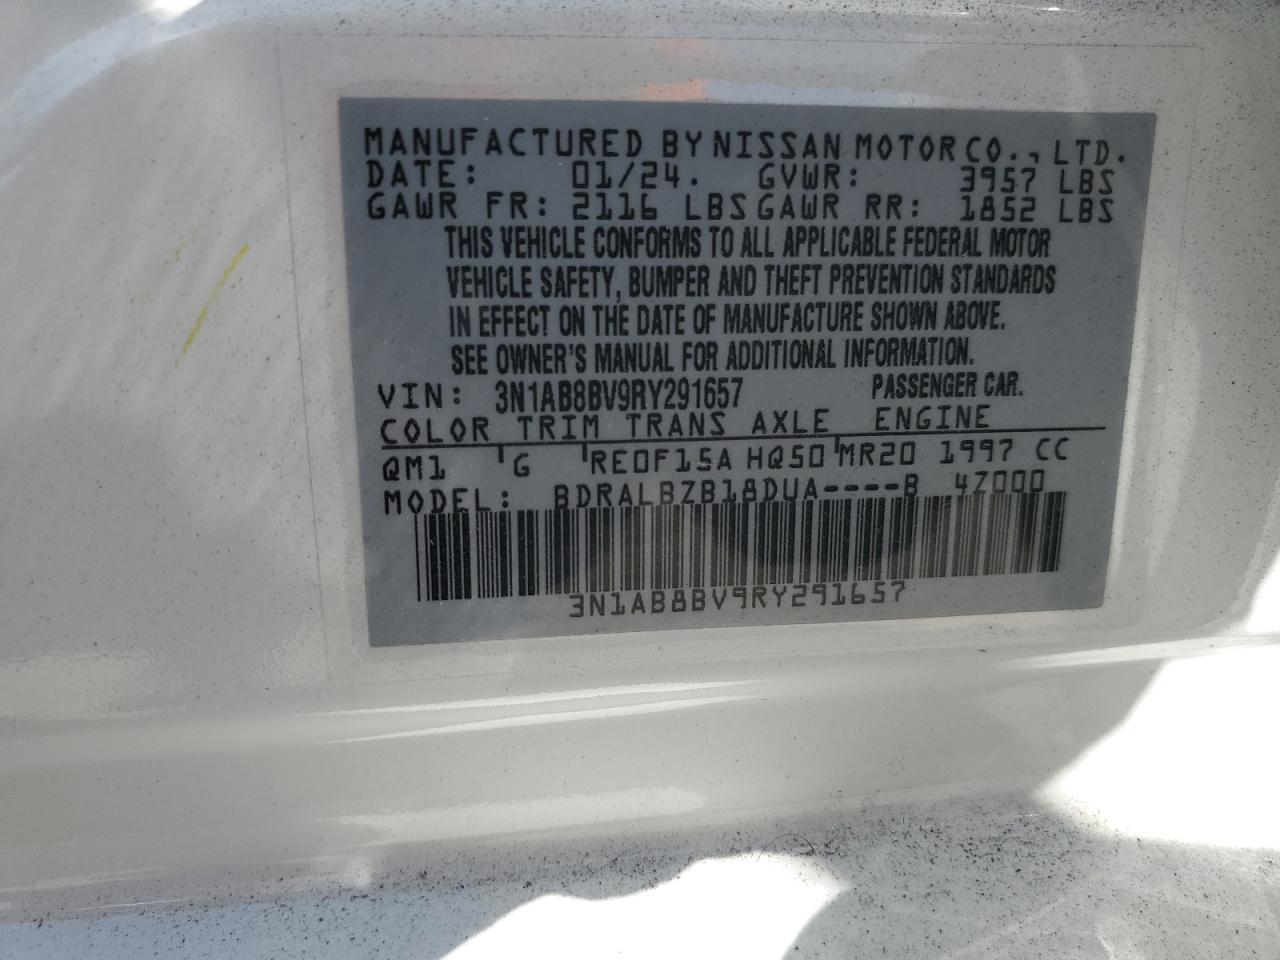 MANUFACTURED BY NISSAN MOTOR CO., LTD.
DATE: 01/24. GVWR: 3957 LBS
GAWR FR: 2116 LBS GAWR RR: 1852 LBS
THIS VEHICLE CONFORMS TO ALL APPLICABLE FEDERAL MOTOR
VEHICLE SAFETY, BUMPER AND THEFT PREVENTION STANDARDS
IN EFFECT ON THE DATE OF MANUFACTURE SHOWN ABOVE.
SEE OWNER'S MANUAL FOR ADDITIONAL INFORMATION.
VIN: 3N1AB8BV9RY291657 PASSENGER CAR.
COLOR TRIM TRANS AXLE ENGINE
QM1 G RE0F15A HQ50 MR20 1997 CC
MODEL: BDRALBZB18DUA----B 47000
3N1AB8BV9RY291657